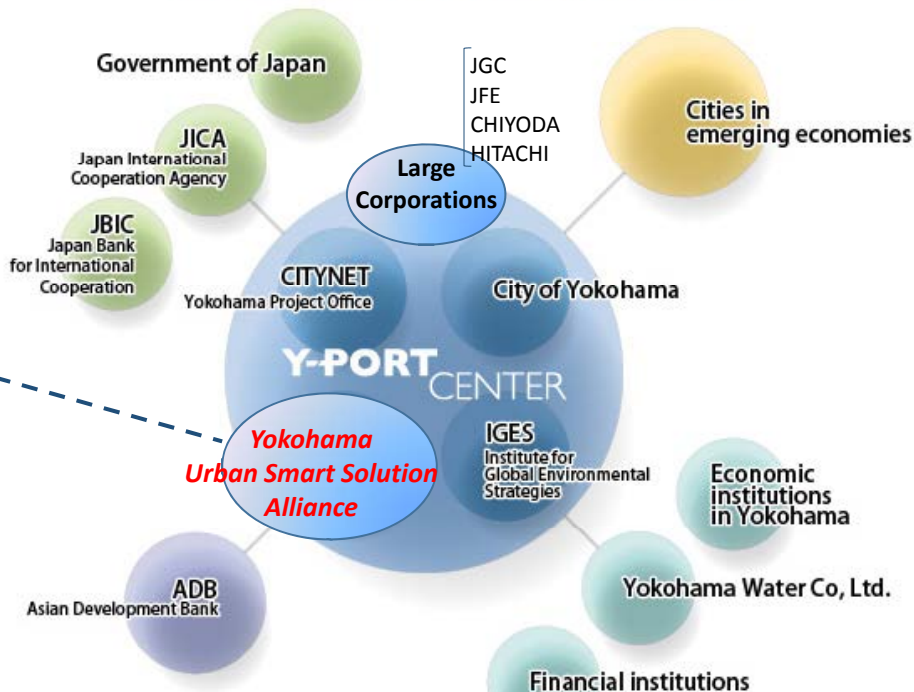 Government of Japan
JGC
JFE
CHIYODA
HITACHI
Cities in
emerging economies
JICA
Japan International
Cooperation Agency
Large
Corporations
JBIC
Japan Bank
for International
Cooperation
CITYNET
Yokohama Project Office
City of Yokohama
Y-PORT CENTER
Yokohama
Urban Smart Solution
Alliance
IGES
Institute for
Global Environmental
Strategies
Economic
institutions
in Yokohama
ADB
Asian Development Bank
Yokohama Water Co, Ltd.
Financial institutions